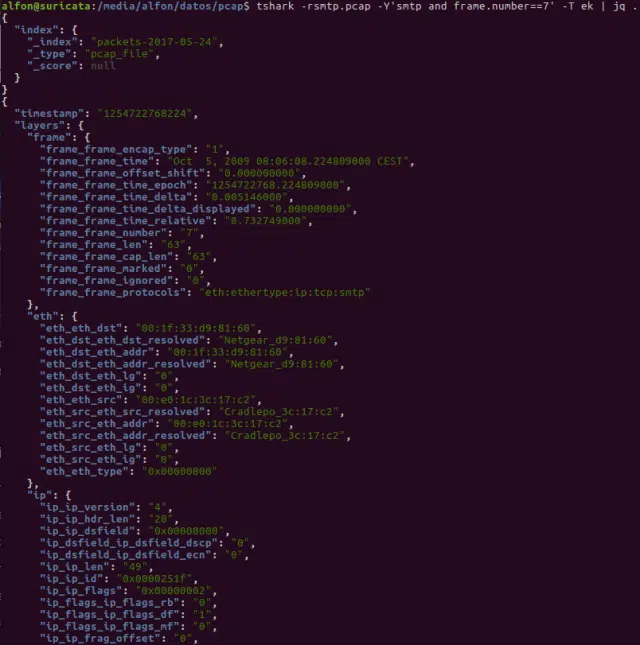 alfon@suricata:/media/alfon/datos/pcap$ tshark -rsmtp.pcap -Y'smtp and frame.number==7' -T ek | jq .
{
  "index": {
    "_index": "packets-2017-05-24",
    "_type": "pcap_file",
    "_score": null
  }
}
{
  "timestamp": "1254722768224",
  "layers": {
    "frame": {
      "frame_frame_encap_type": "1",
      "frame_frame_time": "Oct  5, 2009 08:06:08.224809000 CEST",
      "frame_frame_offset_shift": "0.000000000",
      "frame_frame_time_epoch": "1254722768.224809000",
      "frame_frame_time_delta": "0.005146000",
      "frame_frame_time_delta_displayed": "0.000000000",
      "frame_frame_time_relative": "0.732749000",
      "frame_frame_number": "7",
      "frame_frame_len": "63",
      "frame_frame_cap_len": "63",
      "frame_frame_marked": "0",
      "frame_frame_ignored": "0",
      "frame_frame_protocols": "eth:ethertype:ip:tcp:smtp"
    },
    "eth": {
      "eth_eth_dst": "00:1f:33:d9:81:60",
      "eth_dst_eth_dst_resolved": "Netgear_d9:81:60",
      "eth_dst_eth_addr": "00:1f:33:d9:81:60",
      "eth_dst_eth_addr_resolved": "Netgear_d9:81:60",
      "eth_dst_eth_lg": "0",
      "eth_dst_eth_ig": "0",
      "eth_eth_src": "00:e0:1c:3c:17:c2",
      "eth_src_eth_src_resolved": "Cradlepo_3c:17:c2",
      "eth_src_eth_addr": "00:e0:1c:3c:17:c2",
      "eth_src_eth_addr_resolved": "Cradlepo_3c:17:c2",
      "eth_src_eth_lg": "0",
      "eth_src_eth_ig": "0",
      "eth_eth_type": "0x00000800"
    },
    "ip": {
      "ip_ip_version": "4",
      "ip_ip_hdr_len": "20",
      "ip_ip_dsfield": "0x00000000",
      "ip_dsfield_ip_dsfield_dscp": "0",
      "ip_dsfield_ip_dsfield_ecn": "0",
      "ip_ip_len": "49",
      "ip_ip_id": "0x0000251f",
      "ip_ip_flags": "0x00000002",
      "ip_flags_ip_flags_rb": "0",
      "ip_flags_ip_flags_df": "1",
      "ip_flags_ip_flags_mf": "0",
      "ip_ip_frag_offset": "0",